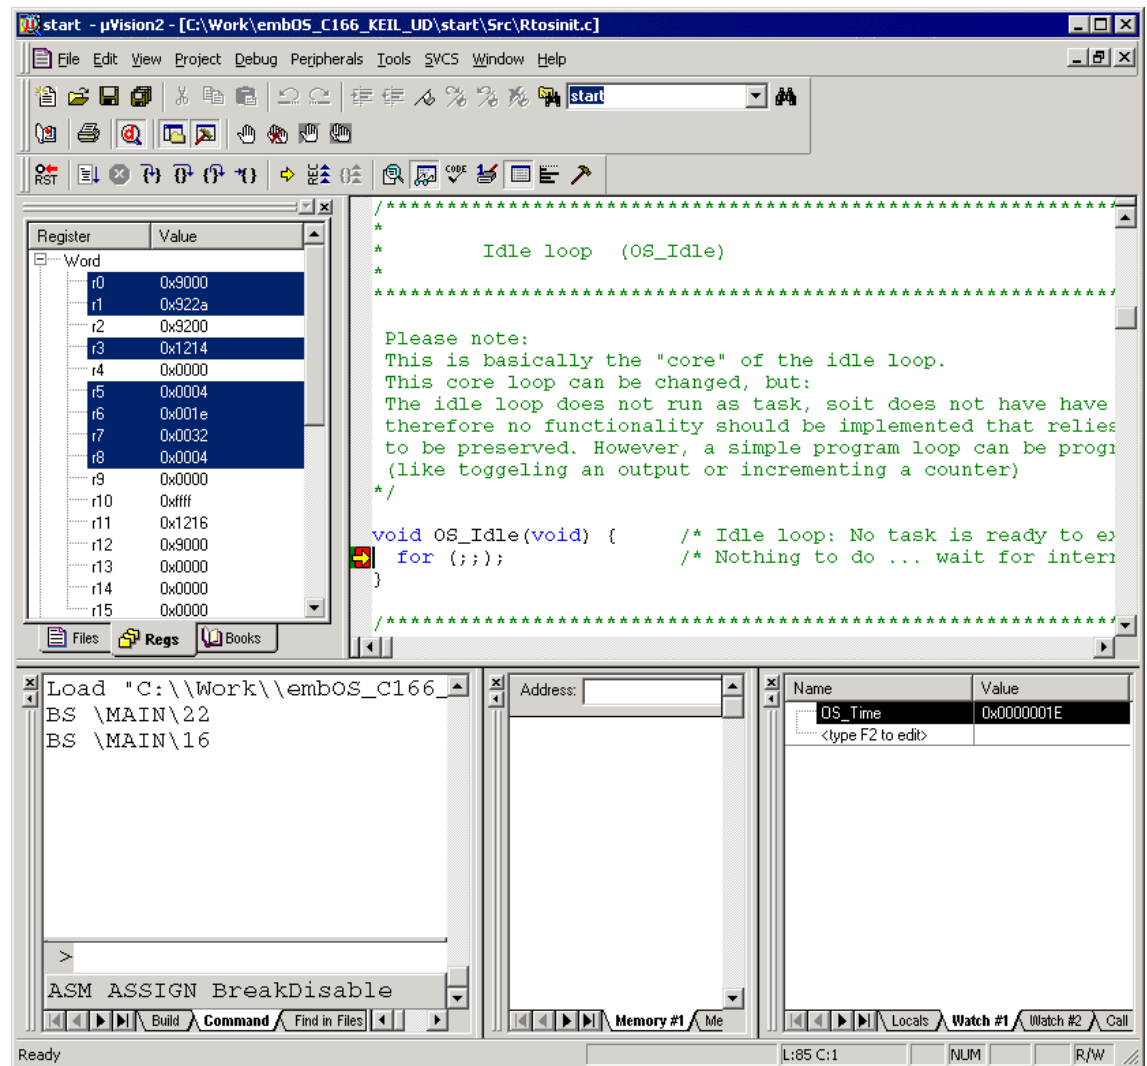 start - µVision2 - [C:\Work\embOS_C166_KEIL_UD\start\Src\Rtosinit.c]
File Edit View Project Debug Peripherals Tools SVCS Window Help
start
RST
CODE
Register Value
Word
r0 0x9000
r1 0x922a
r2 0x9200
r3 0x1214
r4 0x0000
r5 0x0004
r6 0x001e
r7 0x0032
r8 0x0004
r9 0x0000
r10 0xffff
r11 0x1216
r12 0x9000
r13 0x0000
r14 0x0000
r15 0x0000
Files Regs Books
/*************************************************************
*
* Idle loop (OS_Idle)
*
*************************************************************
Please note:
This is basically the "core" of the idle loop.
This core loop can be changed, but:
The idle loop does not run as task, soit does not have have
therefore no functionality should be implemented that relies
to be preserved. However, a simple program loop can be progr
(like toggeling an output or incrementing a counter)
*/
void OS_Idle(void) { /* Idle loop: No task is ready to ex
for (;;); /* Nothing to do ... wait for interr
}
/*************************************************************
Load "C:\\Work\\embOS_C166_
BS \MAIN\22
BS \MAIN\16
>
ASM ASSIGN BreakDisable
Build Command Find in Files
Address:
Memory #1 Me
Name Value
OS_Time 0x0000001E
<type F2 to edit>
Locals Watch #1 Watch #2 Call
Ready L:85 C:1 NUM R/W